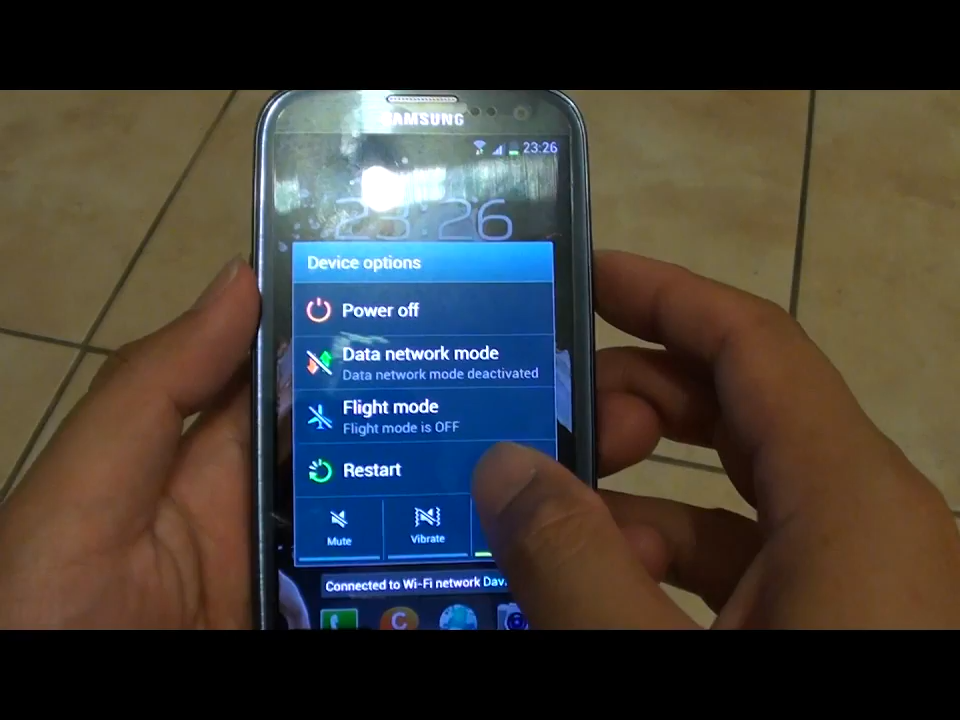 SAMSUNG
23:26
23:26
Device options
Power off
Data network mode
Data network mode deactivated
Flight mode
Flight mode is OFF
Restart
Mute
Vibrate
Connected to Wi-Fi network
C